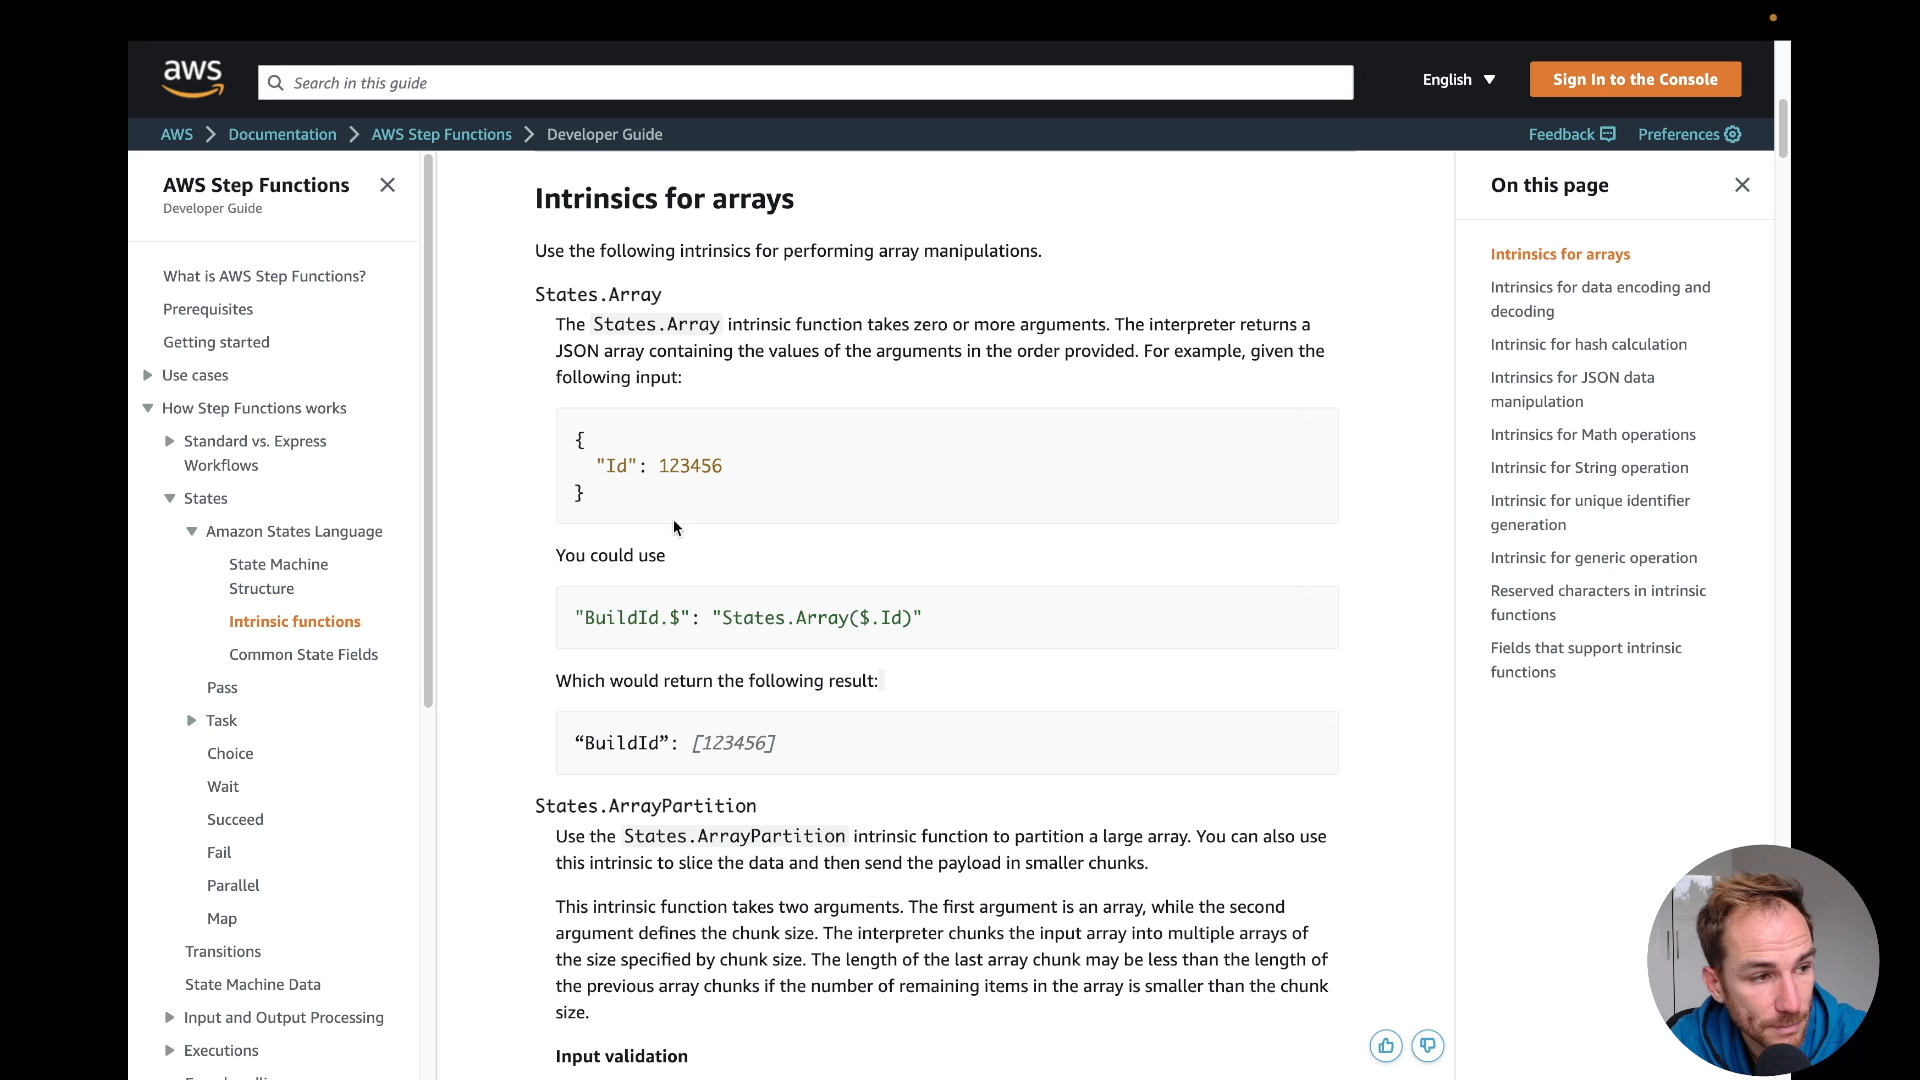 aws
Search in this guide
English
Sign In to the Console
AWS
Documentation
AWS Step Functions
Developer Guide
Feedback
Preferences
AWS Step Functions
Developer Guide
What is AWS Step Functions?
Prerequisites
Getting started
Use cases
How Step Functions works
Standard vs. Express
Workflows
States
Amazon States Language
State Machine
Structure
Intrinsic functions
Common State Fields
Pass
Task
Choice
Wait
Succeed
Fail
Parallel
Map
Transitions
State Machine Data
Input and Output Processing
Executions
Intrinsics for arrays
Use the following intrinsics for performing array manipulations.
States.Array
The States.Array intrinsic function takes zero or more arguments. The interpreter returns a
JSON array containing the values of the arguments in the order provided. For example, given the
following input:
{
"Id": 123456
}
You could use
"BuildId.$": "States.Array($.Id)"
Which would return the following result:
“BuildId”: [123456]
States.ArrayPartition
Use the States.ArrayPartition intrinsic function to partition a large array. You can also use
this intrinsic to slice the data and then send the payload in smaller chunks.
This intrinsic function takes two arguments. The first argument is an array, while the second
argument defines the chunk size. The interpreter chunks the input array into multiple arrays of
the size specified by chunk size. The length of the last array chunk may be less than the length of
the previous array chunks if the number of remaining items in the array is smaller than the chunk
size.
Input validation
On this page
Intrinsics for arrays
Intrinsics for data encoding and
decoding
Intrinsic for hash calculation
Intrinsics for JSON data
manipulation
Intrinsics for Math operations
Intrinsic for String operation
Intrinsic for unique identifier
generation
Intrinsic for generic operation
Reserved characters in intrinsic
functions
Fields that support intrinsic
functions